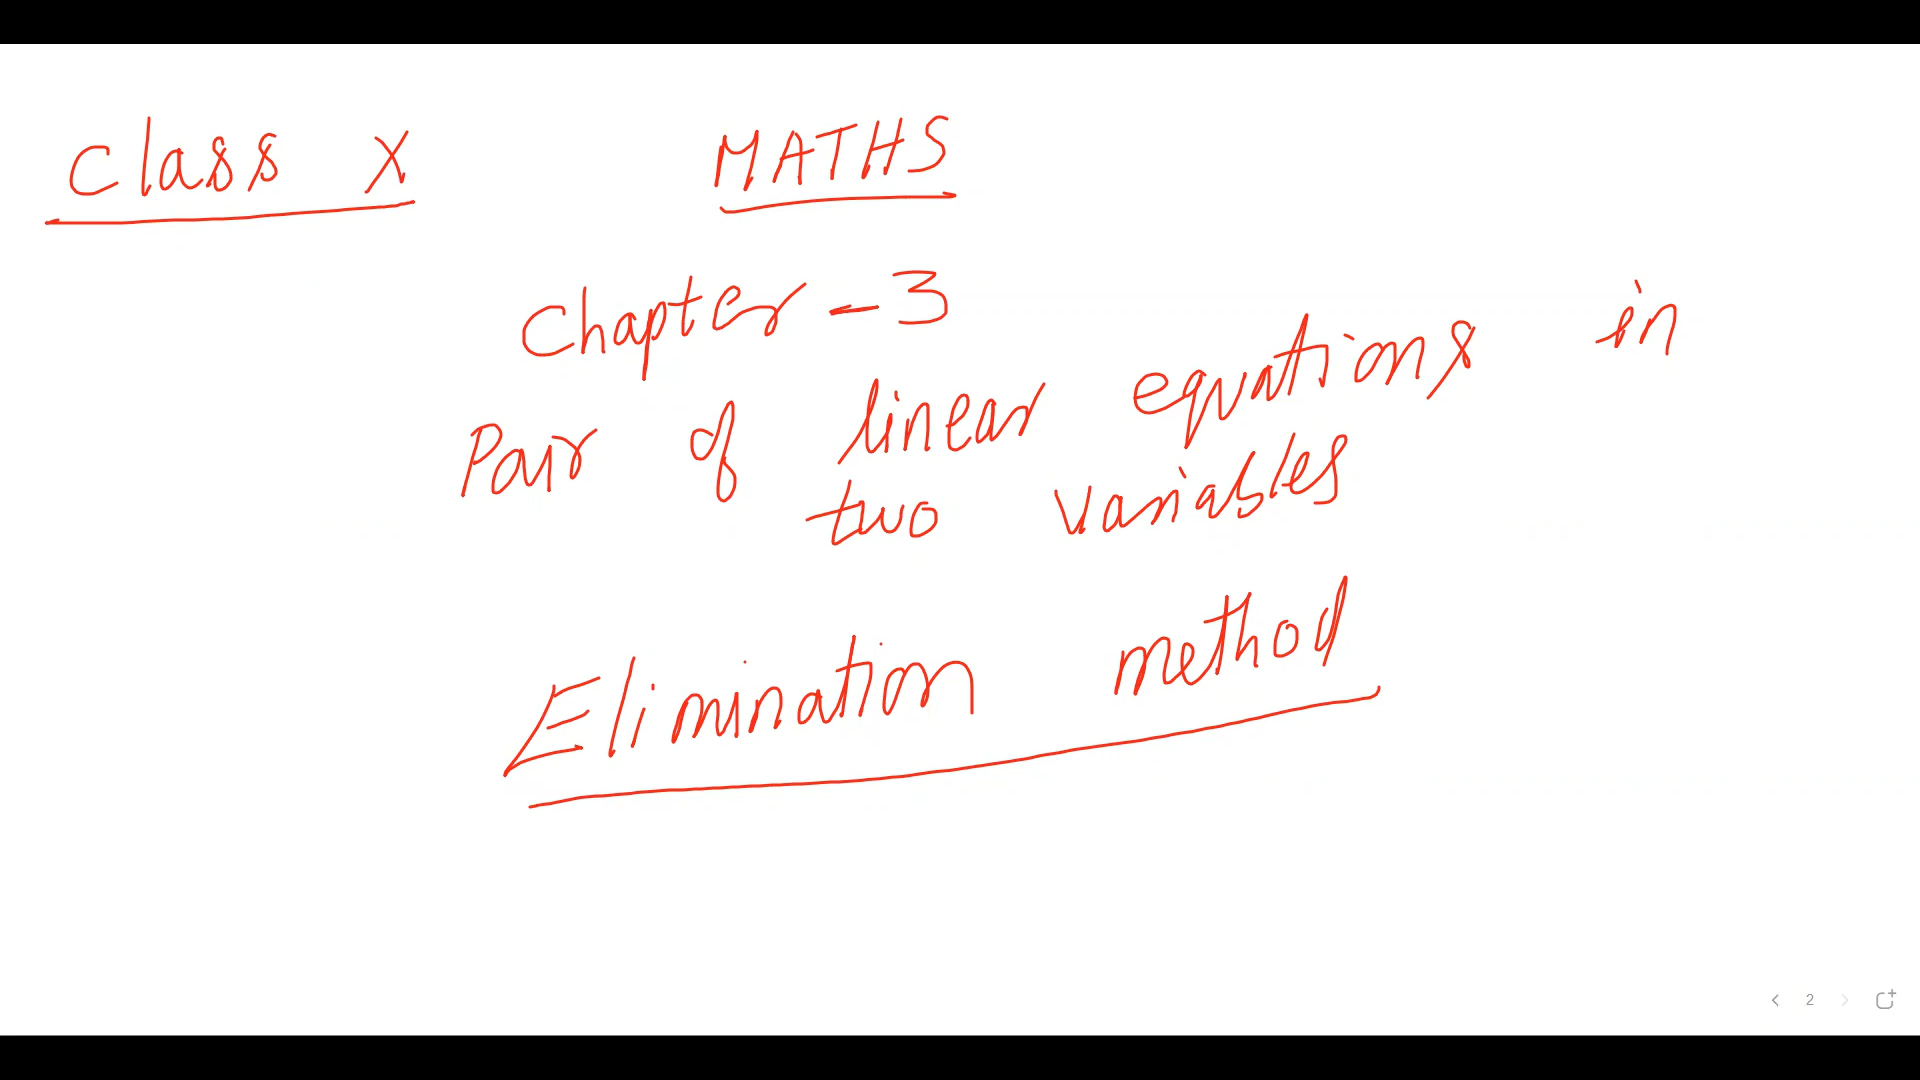 Class X MATHS
Chapter - 3
Pair of linear equations in
two variables
Elimination method
2